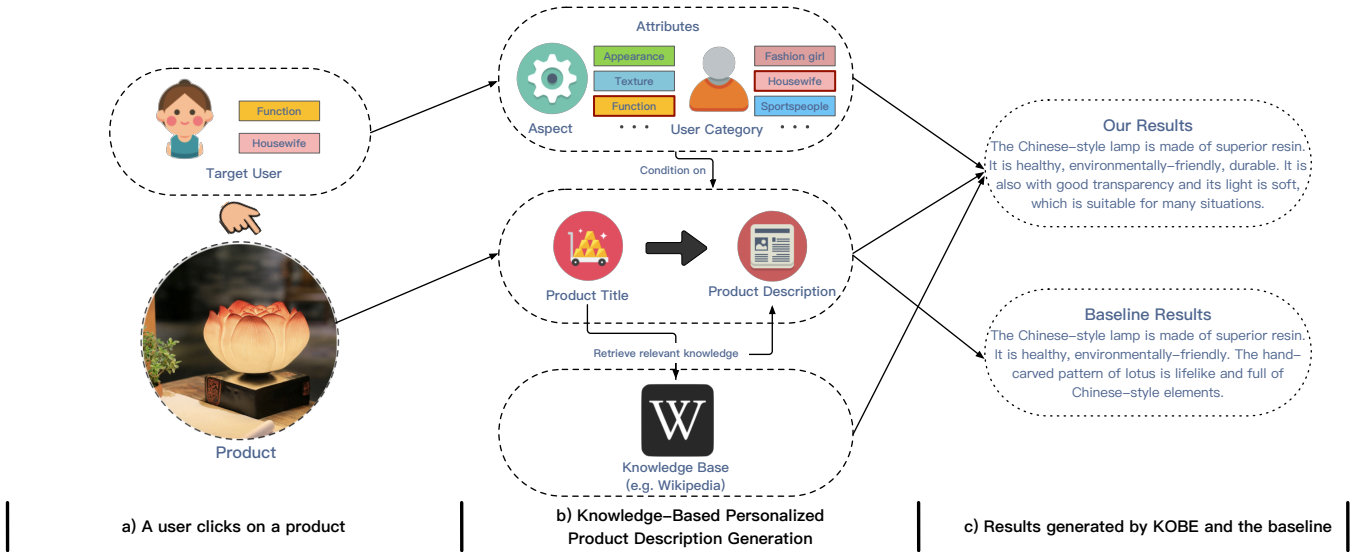 Function
Housewife
Target User
Product
a) A user clicks on a product
Attributes
Appearance
Texture
Function
Aspect
Fashion girl
Housewife
Sportspeople
User Category
Condition on
Product Title
Product Description
Retrieve relevant knowledge
W
Knowledge Base
(e.g. Wikipedia)
b) Knowledge-Based Personalized
Product Description Generation
Our Results
The Chinese-style lamp is made of superior resin.
It is healthy, environmentally-friendly, durable. It is
also with good transparency and its light is soft,
which is suitable for many situations.
Baseline Results
The Chinese-style lamp is made of superior resin.
It is healthy, environmentally-friendly. The hand-
carved pattern of lotus is lifelike and full of
Chinese-style elements.
c) Results generated by KOBE and the baseline